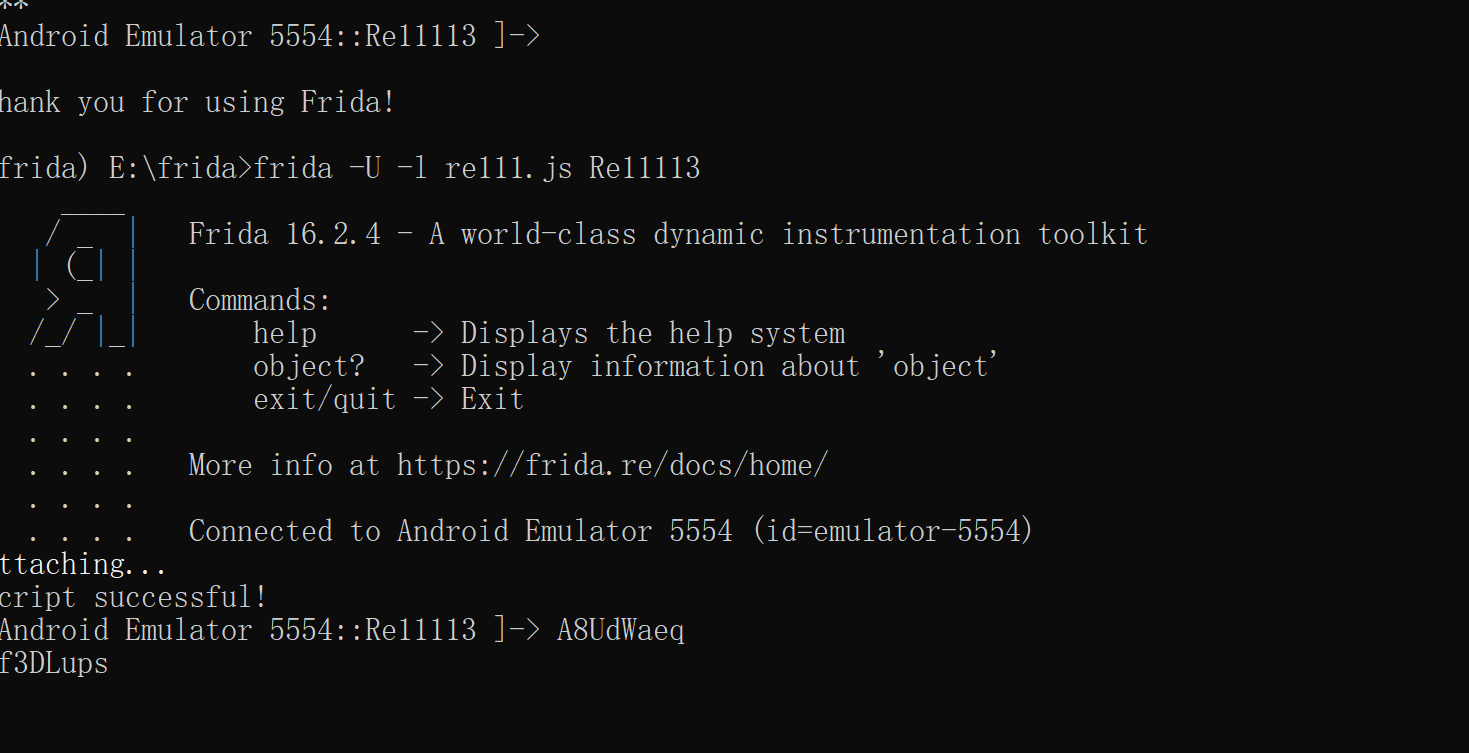 **
Android Emulator 5554::Re11113 ]->
hank you for using Frida!
frida) E:\frida>frida -U -l re111.js Re11113
    ____
   / _  |   Frida 16.2.4 - A world-class dynamic instrumentation toolkit
  | (_| |
   > _  |   Commands:
  /_/ |_|       help      -> Displays the help system
  . . . .       object?   -> Display information about 'object'
  . . . .       exit/quit -> Exit
  . . . .
  . . . .   More info at https://frida.re/docs/home/
  . . . .
  . . . .   Connected to Android Emulator 5554 (id=emulator-5554)
ttaching...
cript successful!
Android Emulator 5554::Re11113 ]-> A8UdWaeq
f3DLups